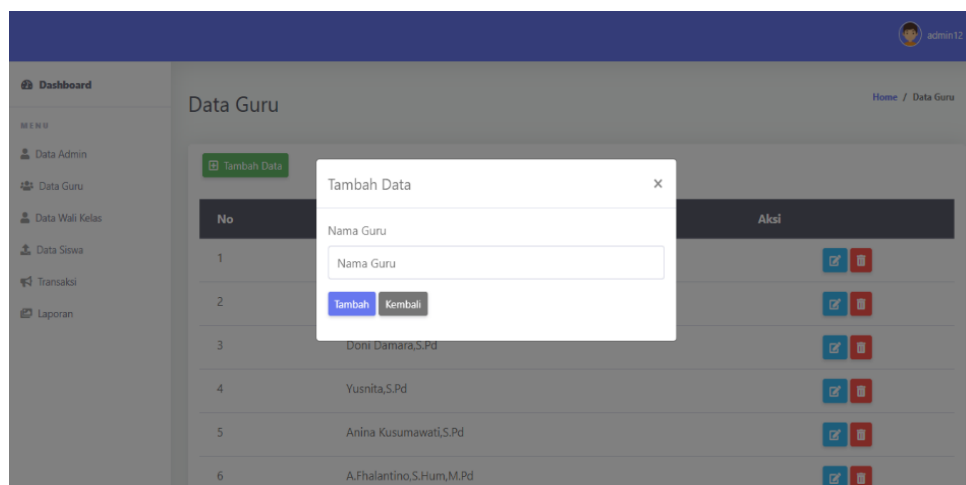 admin12
Dashboard
MENU
Data Admin
Data Guru
Data Wali Kelas
Data Siswa
Transaksi
Laporan
Data Guru
Home / Data Guru
Tambah Data
Tambah Data ×
Nama Guru
Nama Guru
Tambah Kembali
No Aksi
1
2
3 Doni Damara,S.Pd
4 Yusnita,S.Pd
5 Anina Kusumawati,S.Pd
6 A.Fhalantino,S.Hum,M.Pd